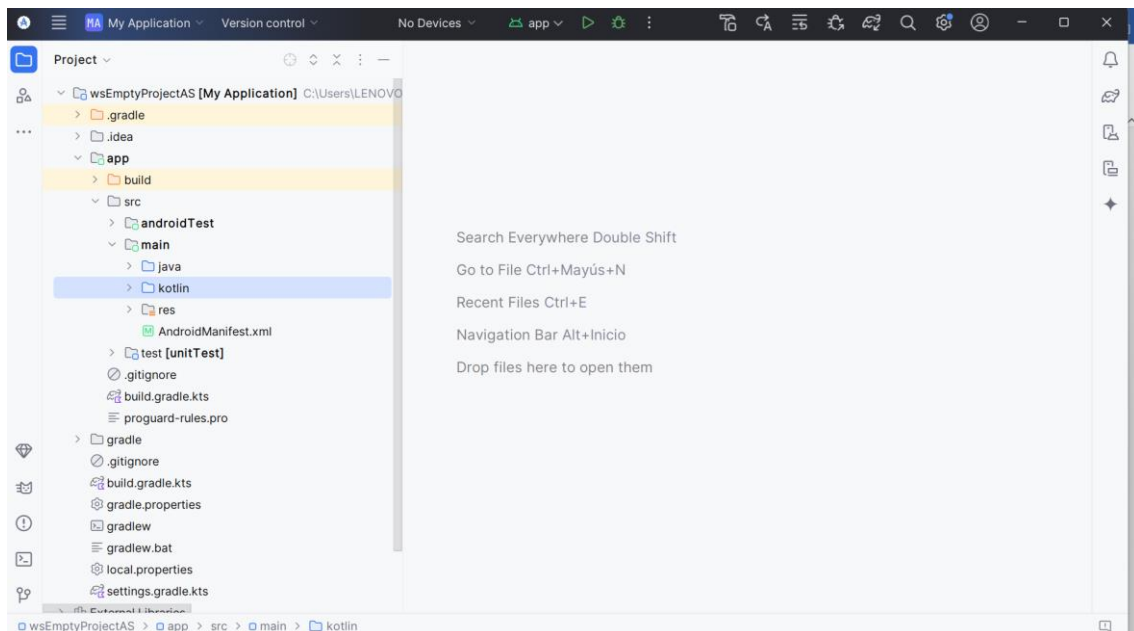 MA My Application Version control No Devices app
Project
wsEmptyProjectAS [My Application] C:\Users\LENOVO
.gradle
.idea
app
build
src
androidTest
main
java
kotlin
res
M AndroidManifest.xml
test [unitTest]
.gitignore
build.gradle.kts
proguard-rules.pro
gradle
.gitignore
build.gradle.kts
gradle.properties
gradlew
gradlew.bat
local.properties
settings.gradle.kts
External Libraries
Search Everywhere Double Shift
Go to File Ctrl+Mayús+N
Recent Files Ctrl+E
Navigation Bar Alt+Inicio
Drop files here to open them
wsEmptyProjectAS > app > src > main > kotlin